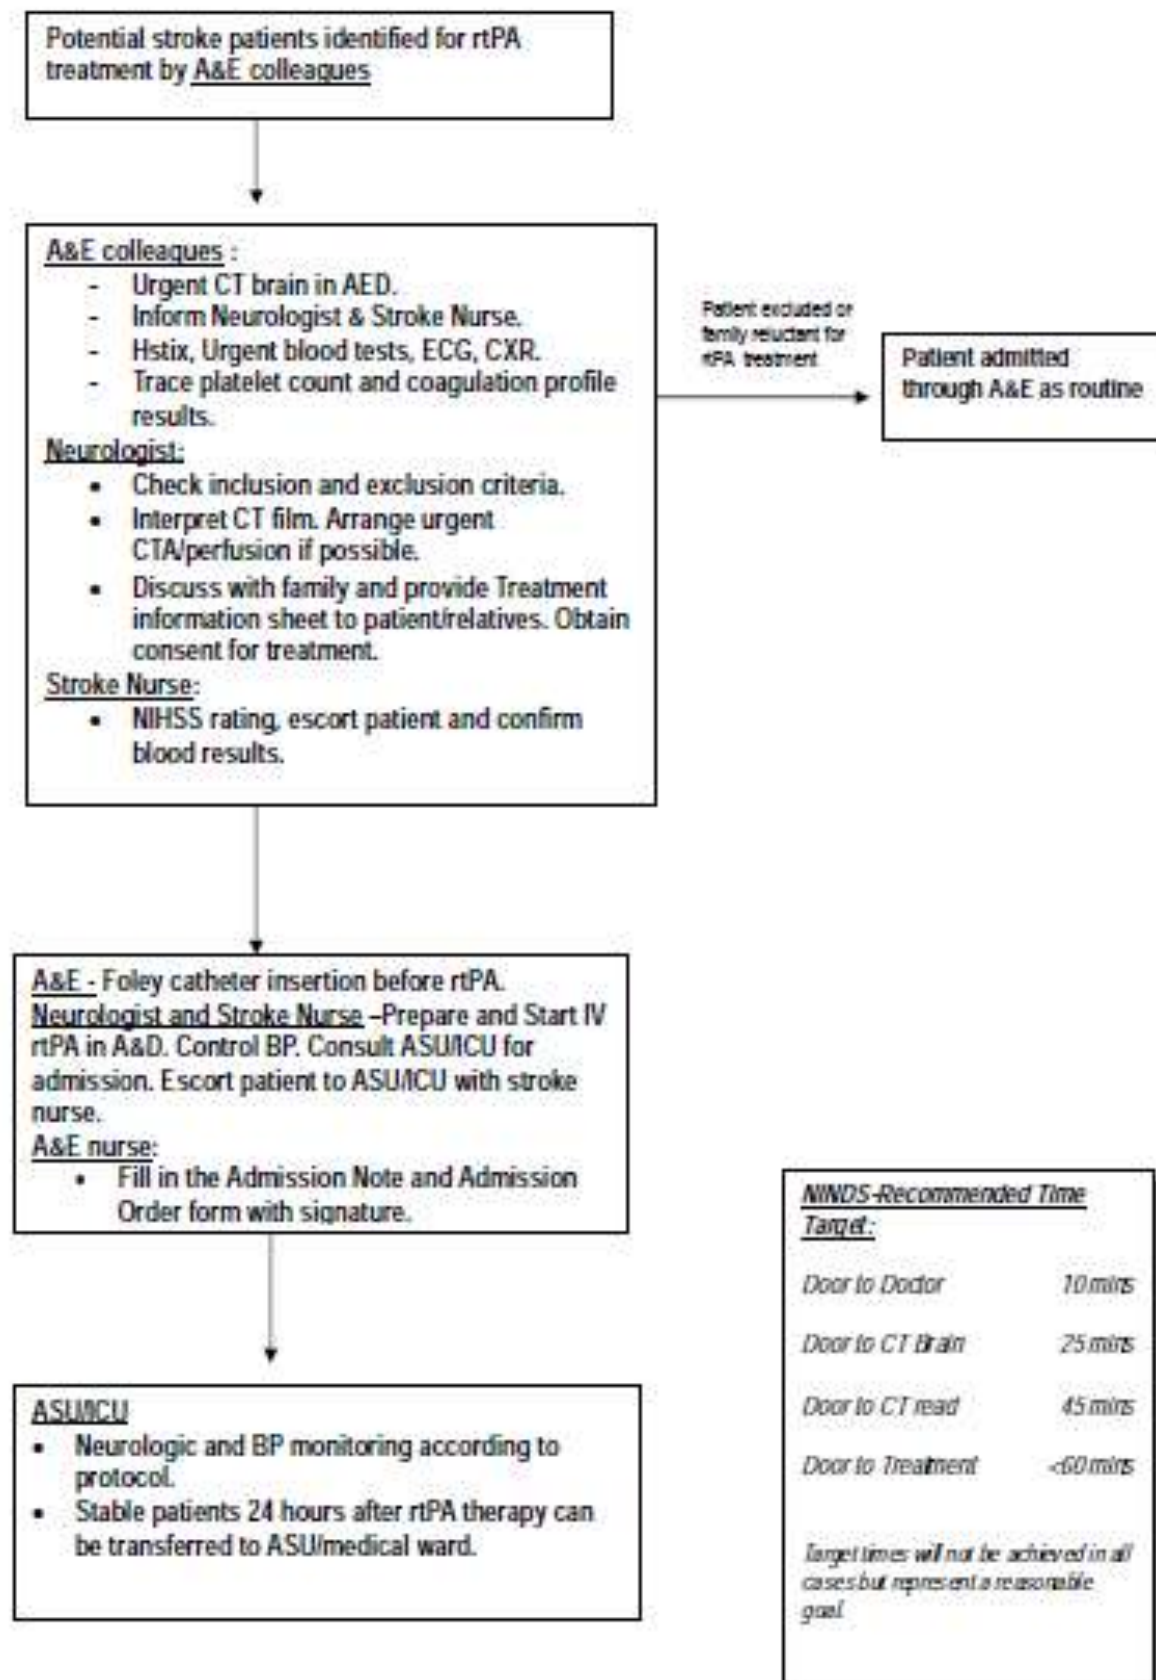 Potential stroke patients identified for rtPA
treatment by A&E colleagues
A&E colleagues :
- Urgent CT brain in AED.
- Inform Neurologist & Stroke Nurse.
- Hstix, Urgent blood tests, ECG, CXR.
- Trace platelet count and coagulation profile
results.
Neurologist:
• Check inclusion and exclusion criteria.
• Interpret CT film. Arrange urgent
CTA/perfusion if possible.
• Discuss with family and provide Treatment
information sheet to patient/relatives. Obtain
consent for treatment.
Stroke Nurse:
• NIHSS rating, escort patient and confirm
blood results.
Patient excluded or
family reluctant for
rtPA treatment
Patient admitted
through A&E as routine
A&E - Foley catheter insertion before rtPA.
Neurologist and Stroke Nurse –Prepare and Start IV
rtPA in A&D. Control BP. Consult ASU/ICU for
admission. Escort patient to ASU/ICU with stroke
nurse.
A&E nurse:
• Fill in the Admission Note and Admission
Order form with signature.
ASU/ICU
• Neurologic and BP monitoring according to
protocol.
• Stable patients 24 hours after rtPA therapy can
be transferred to ASU/medical ward.
NINDS-Recommended Time
Target:
Door to Doctor 10 mins
Door to CT Brain 25 mins
Door to CT read 45 mins
Door to Treatment <60 mins
Target times will not be achieved in all
cases but represent a reasonable
goal.